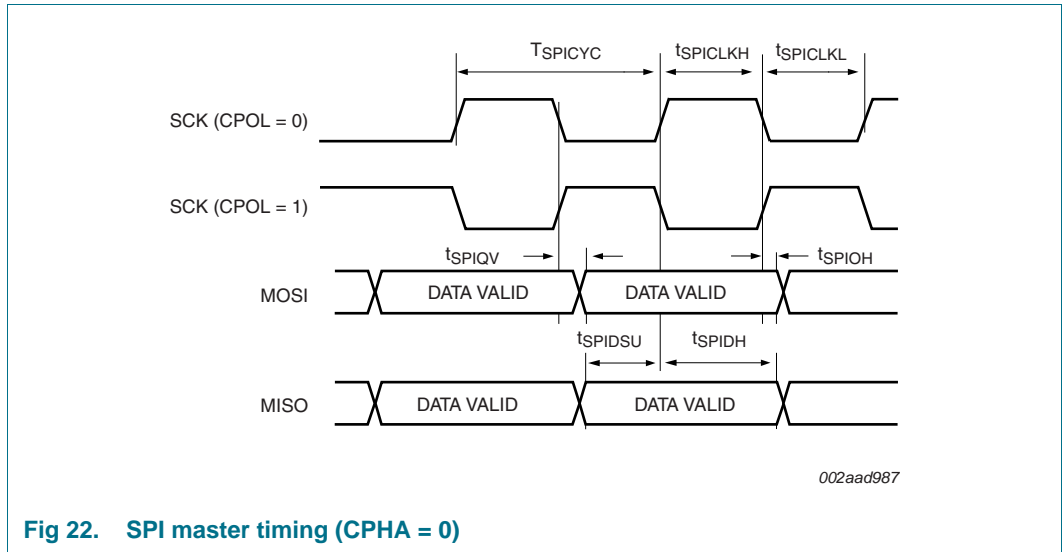 TSPICYC tSPICLKH tSPICLKL
SCK (CPOL = 0)
SCK (CPOL = 1)
tSPIQV tSPIOH
MOSI DATA VALID DATA VALID
tSPIDSU tSPIDH
MISO DATA VALID DATA VALID
002aad987
Fig 22. SPI master timing (CPHA = 0)